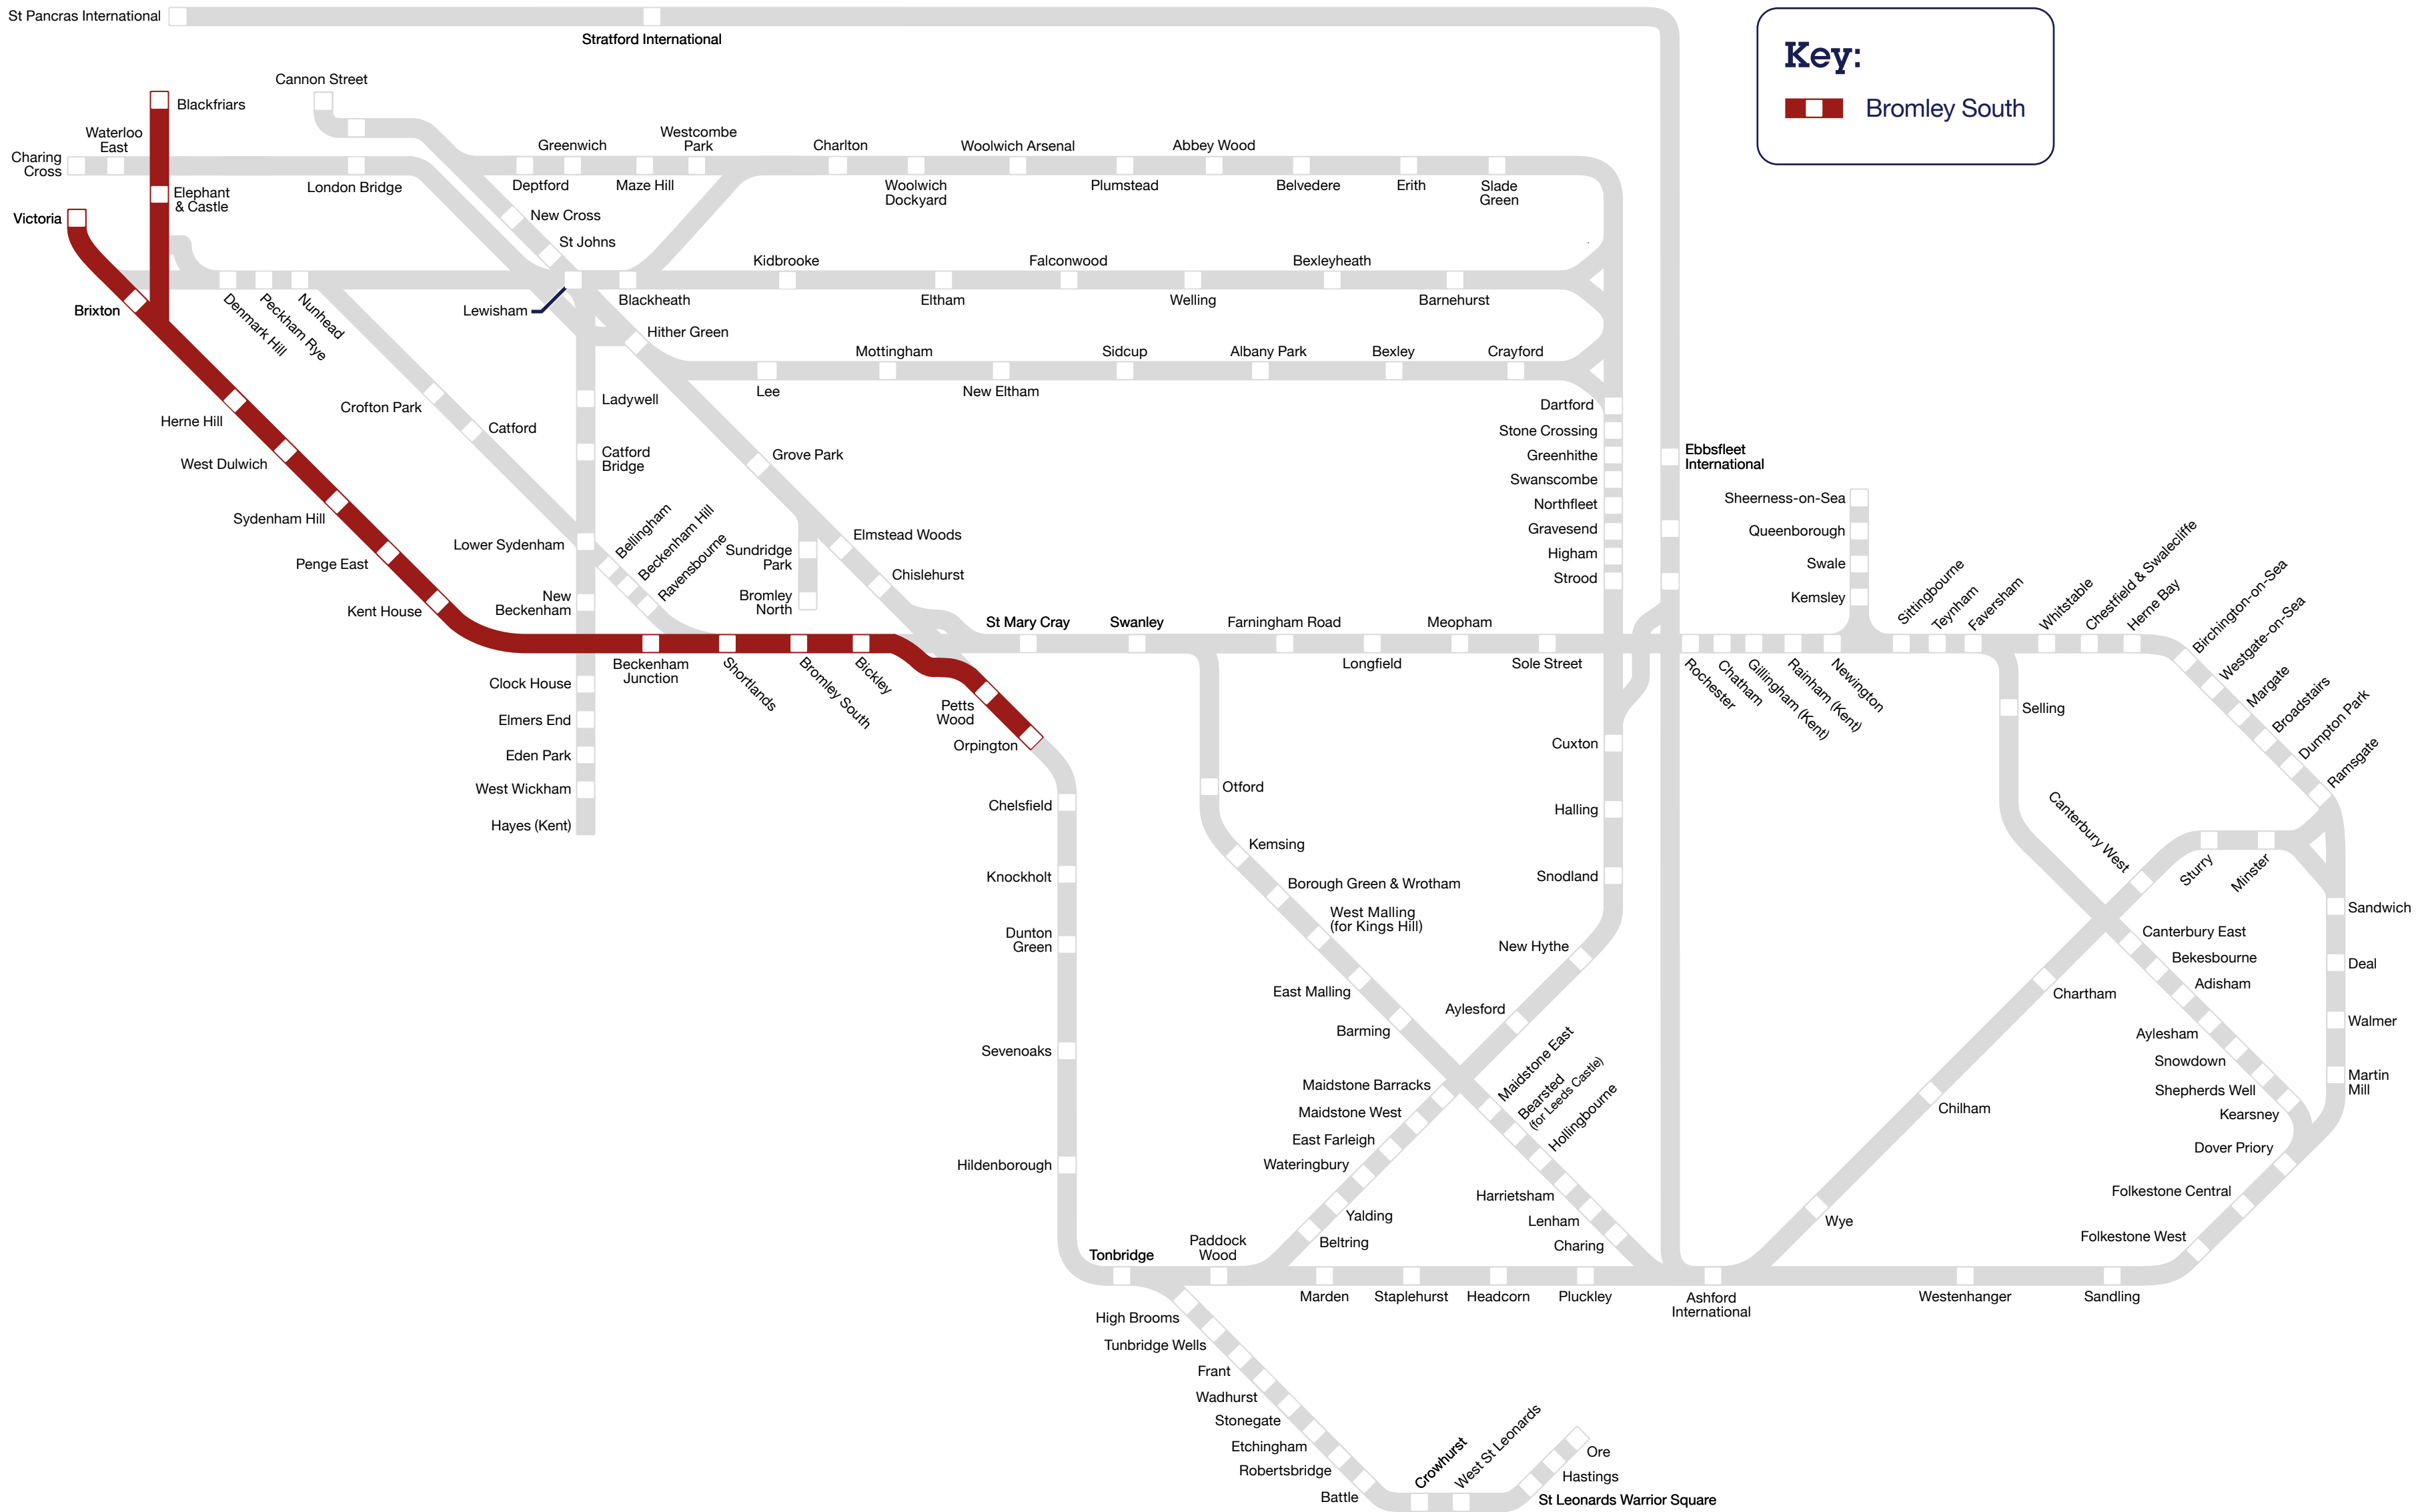 St Pancras International
Stratford International
Key:
Bromley South
Cannon Street
Blackfriars
Waterloo
East
Charing
Cross
Elephant
& Castle
London Bridge
Victoria
Greenwich
Westcombe
Park
Deptford
Maze Hill
Charlton
Woolwich
Dockyard
Woolwich Arsenal
Plumstead
Abbey Wood
Belvedere
Erith
Slade
Green
New Cross
St Johns
Brixton
Denmark Hill
Peckham Rye
Nunhead
Lewisham
Blackheath
Kidbrooke
Eltham
Falconwood
Welling
Bexleyheath
Barnehurst
Hither Green
Lee
Mottingham
New Eltham
Sidcup
Albany Park
Bexley
Crayford
Herne Hill
West Dulwich
Sydenham Hill
Penge East
Kent House
Crofton Park
Catford
Ladywell
Catford
Bridge
Lower Sydenham
New
Beckenham
Bellingham
Beckenham Hill
Ravensbourne
Grove Park
Sundridge
Park
Bromley
North
Elmstead Woods
Chislehurst
Dartford
Stone Crossing
Greenhithe
Swanscombe
Northfleet
Gravesend
Higham
Strood
Ebbsfleet
International
Sheerness-on-Sea
Queenborough
Swale
Kemsley
Beckenham
Junction
Shortlands
Bromley South
Bickley
Petts
Wood
Orpington
St Mary Cray
Swanley
Farningham Road
Longfield
Meopham
Sole Street
Rochester
Chatham
Gillingham (Kent)
Rainham (Kent)
Newington
Sittingbourne
Teynham
Faversham
Whitstable
Chestfield & Swalecliffe
Herne Bay
Birchington-on-Sea
Westgate-on-Sea
Margate
Broadstairs
Dumpton Park
Ramsgate
Clock House
Elmers End
Eden Park
West Wickham
Hayes (Kent)
Chelsfield
Knockholt
Dunton
Green
Sevenoaks
Hildenborough
Otford
Kemsing
Borough Green & Wrotham
West Malling
(for Kings Hill)
East Malling
Barming
Cuxton
Halling
Snodland
New Hythe
Aylesford
Maidstone East
Bearsted
(for Leeds Castle)
Hollingbourne
Maidstone Barracks
Maidstone West
East Farleigh
Wateringbury
Yalding
Beltring
Harrietsham
Lenham
Charing
Selling
Canterbury West
Sturry
Minster
Sandwich
Deal
Walmer
Martin
Mill
Canterbury East
Bekesbourne
Adisham
Aylesham
Snowdown
Shepherds Well
Kearsney
Dover Priory
Folkestone Central
Folkestone West
Chartham
Chilham
Wye
Tonbridge
Paddock
Wood
Marden
Staplehurst
Headcorn
Pluckley
Ashford
International
Westenhanger
Sandling
High Brooms
Tunbridge Wells
Frant
Wadhurst
Stonegate
Etchingham
Robertsbridge
Battle
Crowhurst
West St Leonards
Ore
Hastings
St Leonards Warrior Square